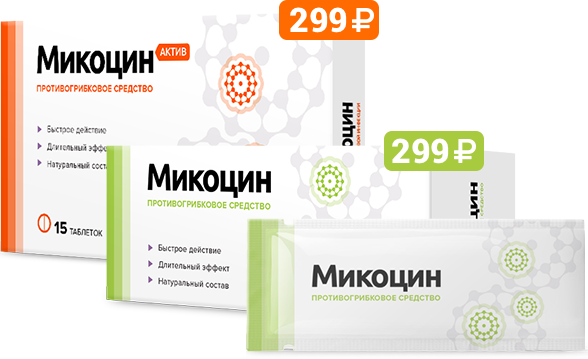 299 ₽
Микоцин
АКТИВ
ПРОТИВОГРИБКОВОЕ СРЕДСТВО
Быстрое действие
Длительный эффект
Натуральный состав
15 ТАБЛЕТОК
299 ₽
Микоцин
ПРОТИВОГРИБКОВОЕ СРЕДСТВО
Быстрое действие
Длительный эффект
Натуральный состав
Микоцин
ПРОТИВОГРИБКОВОЕ СРЕДСТВО